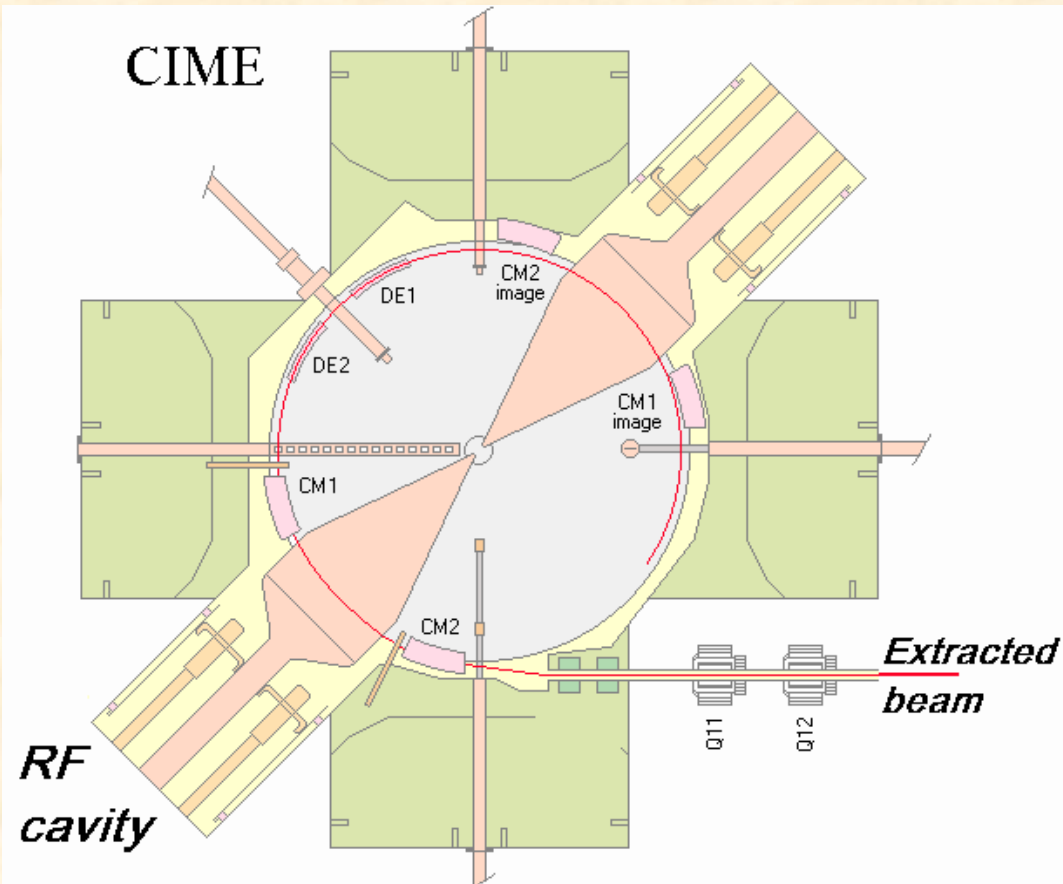 CIME
CM2
image
DE1
DE2
CM1
image
CM1
CM2
Extracted
beam
Q11
Q12
RF
cavity